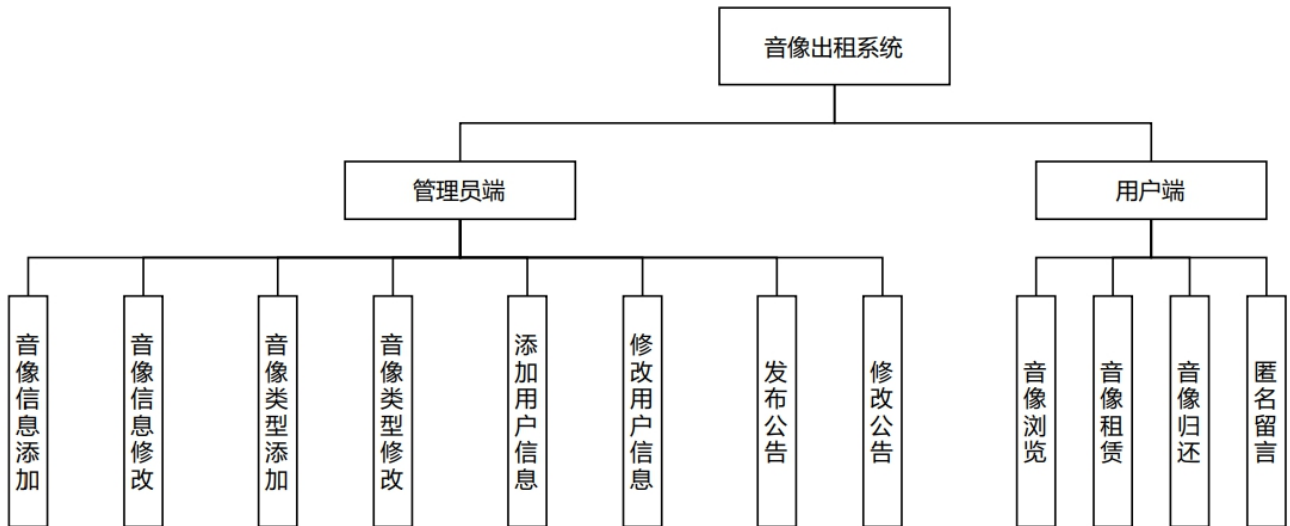 音像出租系统
管理员端
用户端
音像信息添加
音像信息修改
音像类型添加
音像类型修改
添加用户信息
修改用户信息
发布公告
修改公告
音像浏览
音像租赁
音像归还
匿名留言